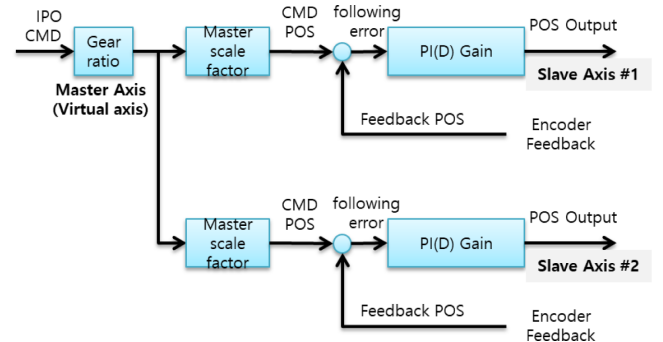 IPO
CMD
Gear
ratio
Master Axis
(Virtual axis)
Master
scale
factor
CMD
POS
following
error
PI(D) Gain
POS Output
Slave Axis #1
Feedback POS
Encoder
Feedback
Master
scale
factor
CMD
POS
following
error
PI(D) Gain
POS Output
Slave Axis #2
Feedback POS
Encoder
Feedback